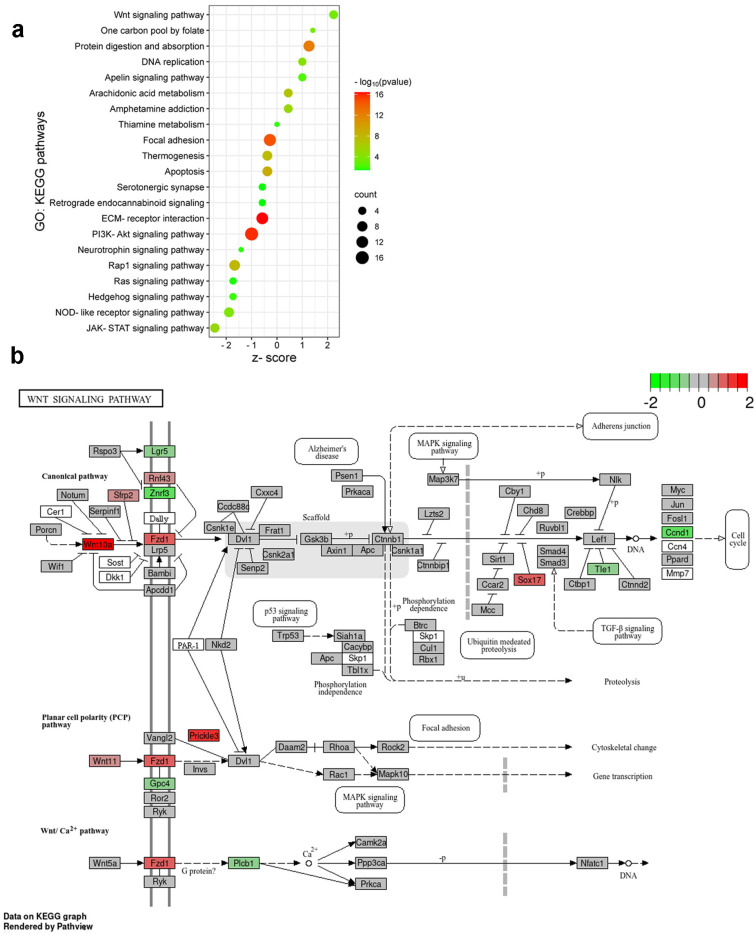 a
GO: KEGG pathways
Wnt signaling pathway
One carbon pool by folate
Protein digestion and absorption
DNA replication
Apelin signaling pathway
Arachidonic acid metabolism
Amphetamine addiction
Thiamine metabolism
Focal adhesion
Thermogenesis
Apoptosis
Serotonergic synapse
Retrograde endocannabinoid signaling
ECM- receptor interaction
PI3K- Akt signaling pathway
Neurotrophin signaling pathway
Rap1 signaling pathway
Ras signaling pathway
Hedgehog signaling pathway
NOD- like receptor signaling pathway
JAK- STAT signaling pathway
- 2 - 1 0 1 2
z- score
- log10(pvalue)
16
12
8
4
count
4
8
12
16
b
WNT SIGNALING PATHWAY
-2 0 2
Adherens junction
Alzheimer's
disease
MAPK signaling
pathway
Rspo3
Lgr5
Canonical pathway
Rnf43
Znrf3
Notum
Sfrp2
Cer1
Serpinf1
Dally
Porcn
Wnt10a
Fzd1
Lrp5
Wif1
Sost
Dkk1
Bambi
Apcdd1
Cxxc4
Ccdc88c
Csnk1e
Dvl1
Frat1
Csnk2a1
Senp2
Scaffold
Psen1
Prkaca
Gsk3b
+p
Ctnnb1
Axin1
Apc
Csnk1a1
Map3k7
+p
Nlk
Lzts2
Ctnnbip1
Cby1
Chd8
Ruvbl1
Crebbp
+p
Lef1
Sirt1
Sox17
Ccar2
Mcc
Smad4
Smad3
Ctbp1
Tle1
Ctnnd2
DNA
Myc
Jun
Fosl1
Ccnd1
Ccn4
Ppard
Mmp7
Cell
cycle
TGF-β signaling
pathway
PAR-1
Nkd2
p53 signaling
pathway
Trp53
Siah1a
Cacybp
Apc
Skp1
Tbl1x
Phosphorylation
independence
+p
Phosphorylation
dependence
Btrc
Skp1
Cul1
Rbx1
Ubiquitin medeated
proteolysis
+u
Proteolysis
Planar cell polarity (PCP)
pathway
Vangl2
Prickle3
Wnt11
Fzd1
Invs
Dvl1
Gpc4
Ror2
Ryk
Daam2
Rhoa
Rock2
Focal adhesion
Cytoskeletal change
Rac1
Mapk10
Gene transcription
MAPK signaling
pathway
Wnt/ Ca2+ pathway
Wnt5a
Fzd1
Ryk
G protein?
Plcb1
Ca2+
Camk2a
Ppp3ca
Prkca
-p
Nfatc1
DNA
Data on KEGG graph
Rendered by Pathview